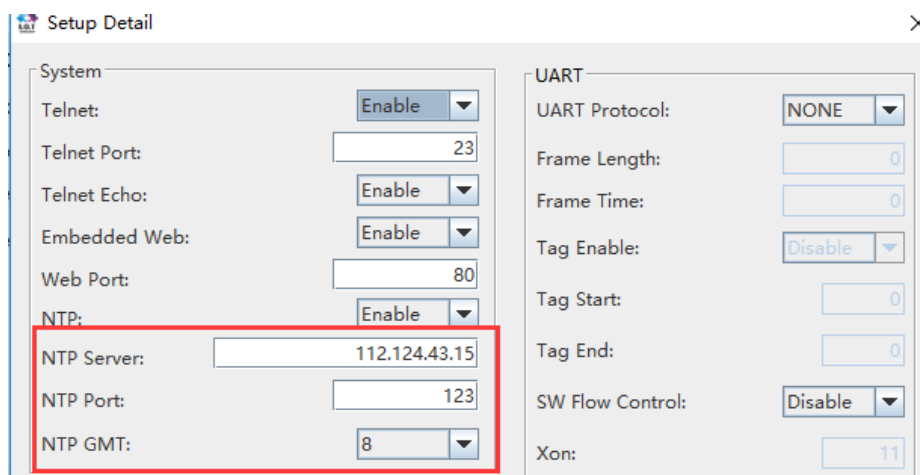 Setup Detail
System
Telnet: Enable
Telnet Port: 23
Telnet Echo: Enable
Embedded Web: Enable
Web Port: 80
NTP: Enable
NTP Server: 112.124.43.15
NTP Port: 123
NTP GMT: 8
UART
UART Protocol: NONE
Frame Length: 0
Frame Time: 0
Tag Enable: Disable
Tag Start: 0
Tag End: 0
SW Flow Control: Disable
Xon: 11